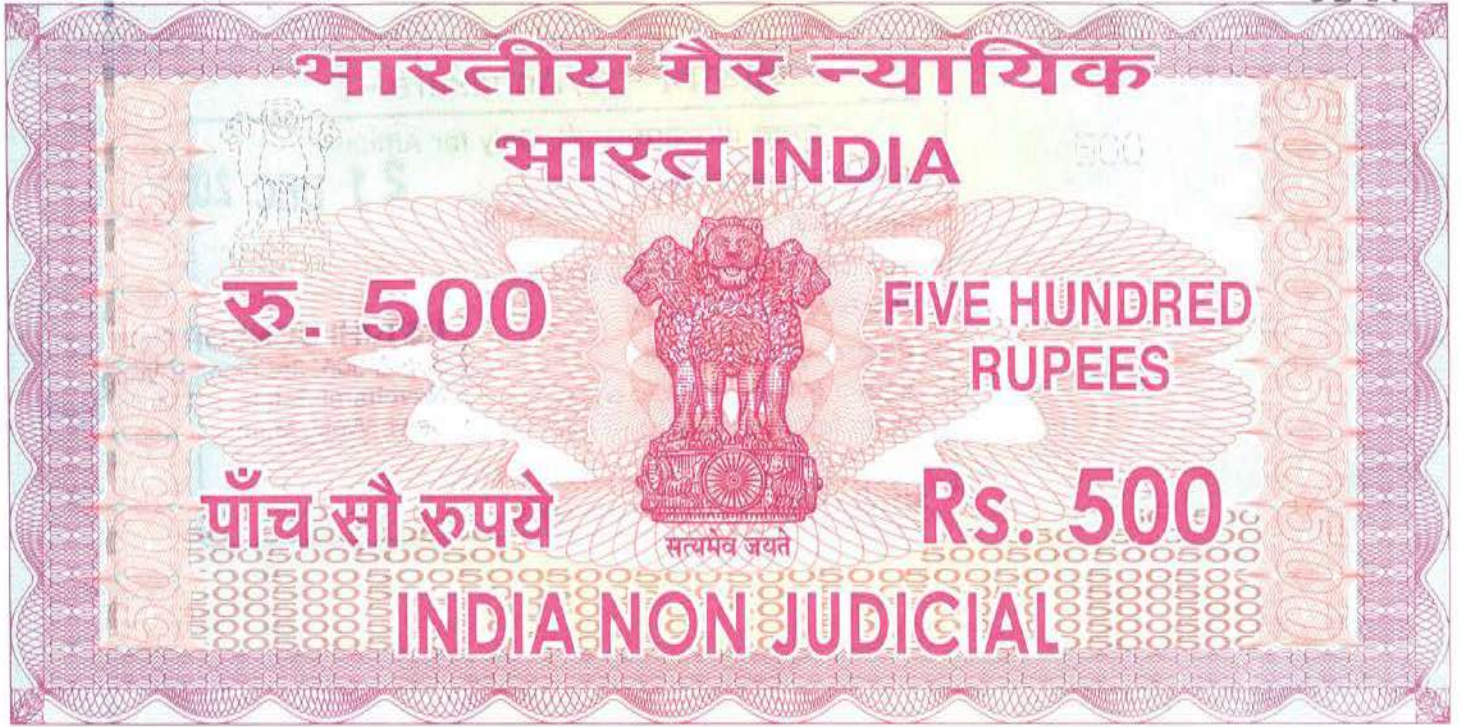 भारतीय गैर न्यायिक
भारत INDIA
रु. 500
FIVE HUNDRED
RUPEES
पाँच सौ रुपये
Rs. 500
सत्यमेव जयते
INDIA NON JUDICIAL